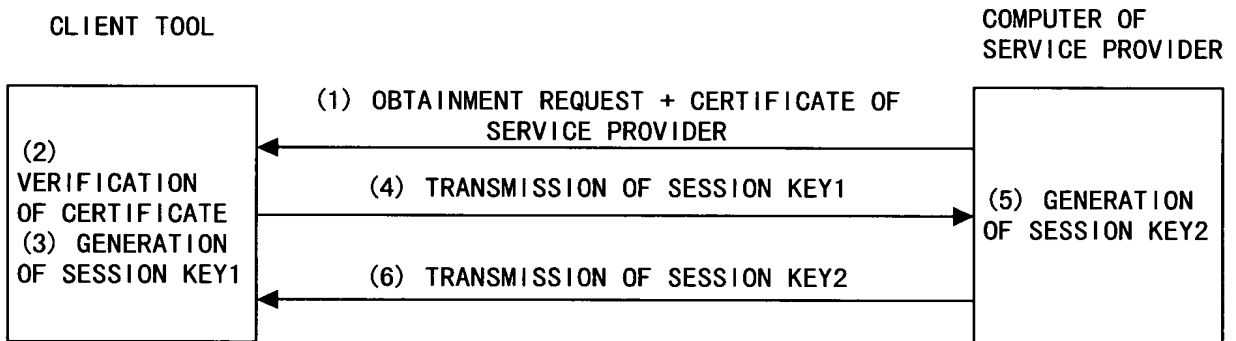 CLIENT TOOL
COMPUTER OF
SERVICE PROVIDER
(1) OBTAINMENT REQUEST + CERTIFICATE OF
SERVICE PROVIDER
(2)
VERIFICATION
OF CERTIFICATE
(3) GENERATION
OF SESSION KEY1
(4) TRANSMISSION OF SESSION KEY1
(5) GENERATION
OF SESSION KEY2
(6) TRANSMISSION OF SESSION KEY2